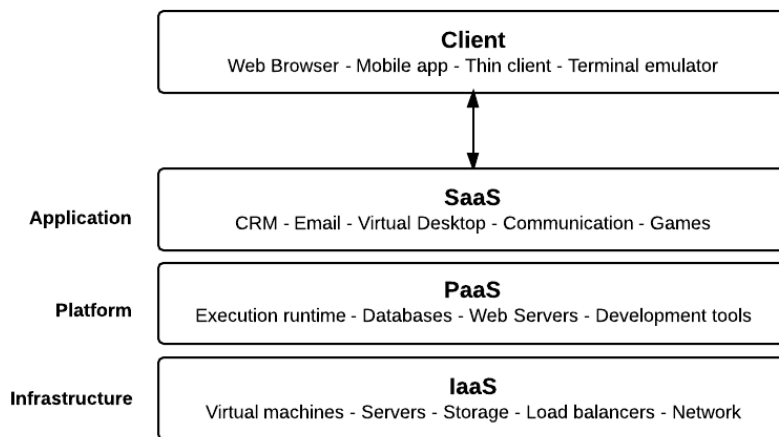 Client
Web Browser - Mobile app - Thin client - Terminal emulator
SaaS
Application
CRM - Email - Virtual Desktop - Communication - Games
PaaS
Platform
Execution runtime - Databases - Web Servers - Development tools
IaaS
Infrastructure
Virtual machines - Servers - Storage - Load balancers - Network